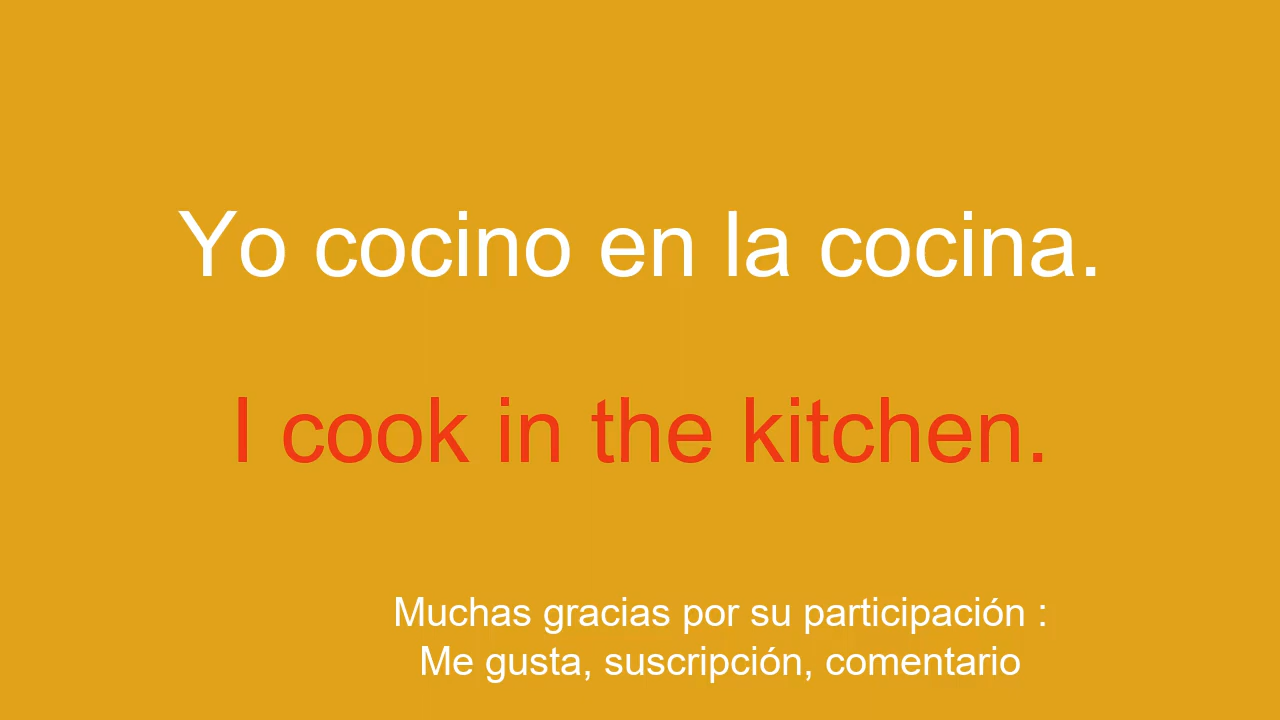 Yo cocino en la cocina.
I cook in the kitchen.
Muchas gracias por su participación :
Me gusta, suscripción, comentario